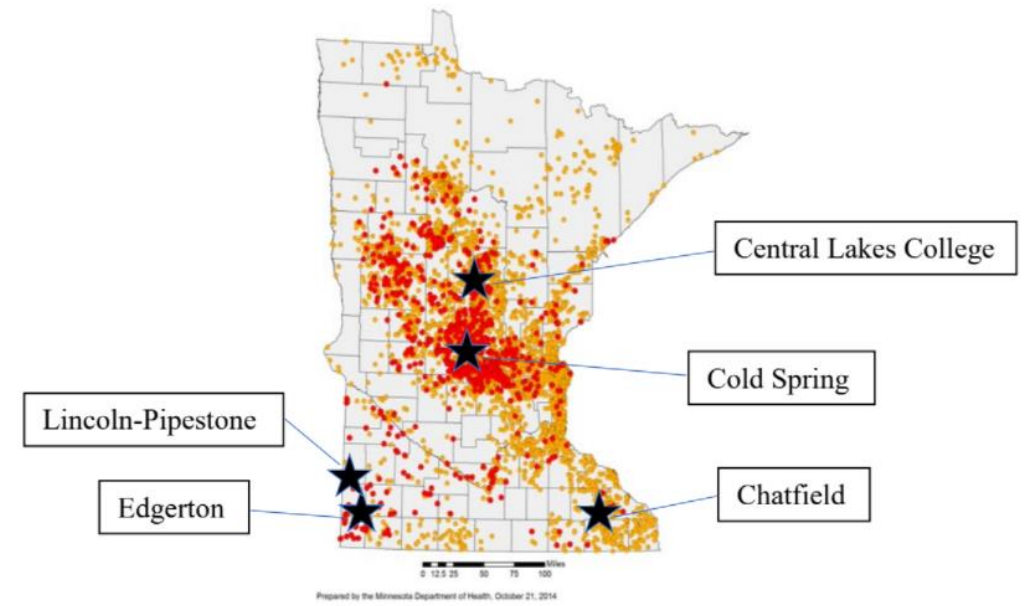 Central Lakes College
Cold Spring
Lincoln-Pipestone
Edgerton
Chatfield
Miles
0 12.5 25 50 75 100
Prepared by the Minnesota Department of Health, October 21, 2014